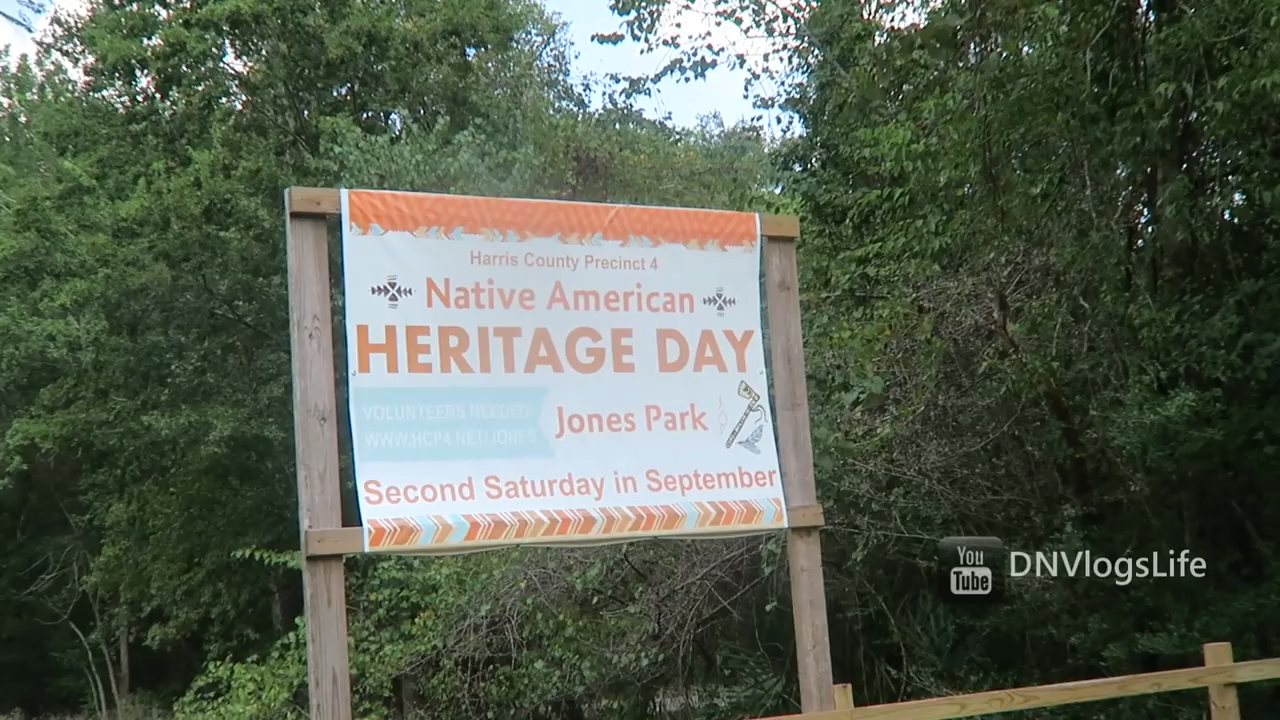 Harris County Precinct 4
Native American
HERITAGE DAY
VOLUNTEERS NEEDED!
WWW.HCP4.NET/JONES
Jones Park
Second Saturday in September
You
Tube
DNVlogsLife